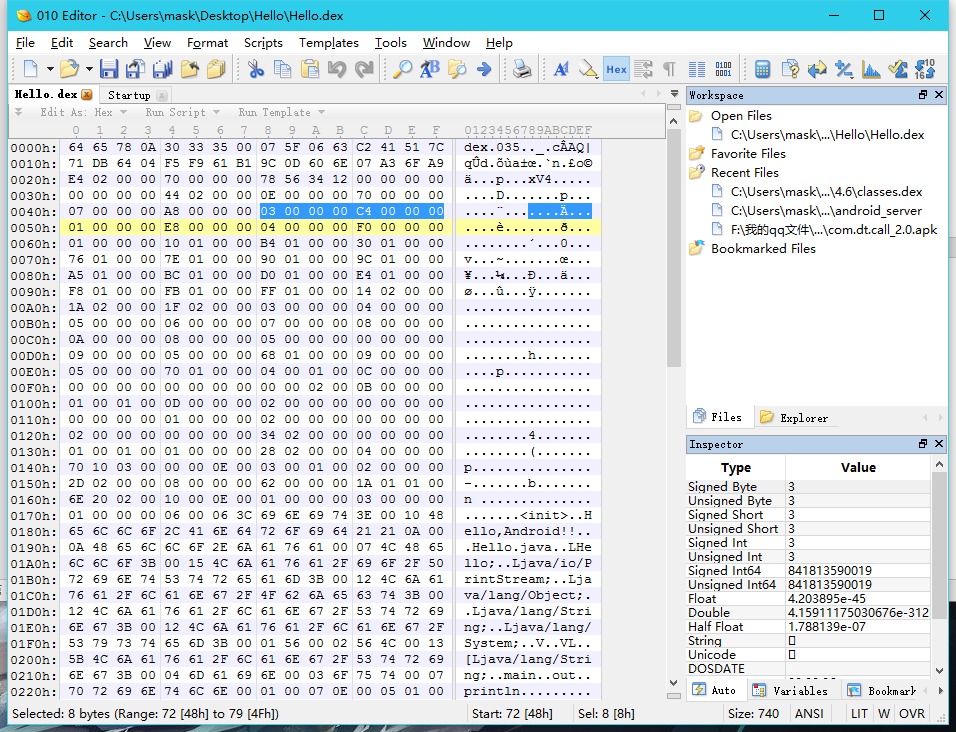 010 Editor - C:\Users\mask\Desktop\Hello\Hello.dex
File Edit Search View Format Scripts Templates Tools Window Help
Hex
Hello.dex Startup
Edit As: Hex Run Script Run Template
0 1 2 3 4 5 6 7 8 9 A B C D E F 0123456789ABCDEF
0000h: 64 65 78 0A 30 33 35 00 07 5F 06 63 C2 41 51 7C dex.035.._.cÂAQ|
0010h: 71 DB 64 04 F5 F9 61 B1 9C 0D 60 6E 07 A3 6F A9 qÛd.õùa±œ.`n.£o©
0020h: E4 02 00 00 70 00 00 00 78 56 34 12 00 00 00 00 ä...p...xV4.....
0030h: 00 00 00 00 44 02 00 00 0E 00 00 00 70 00 00 00 ....D.......p...
0040h: 07 00 00 00 A8 00 00 00 03 00 00 00 C4 00 00 00 ....¨.......Ä...
0050h: 01 00 00 00 E8 00 00 00 04 00 00 00 F0 00 00 00 ....è.......ð...
0060h: 01 00 00 00 10 01 00 00 B4 01 00 00 30 01 00 00 ........´...0...
0070h: 76 01 00 00 7E 01 00 00 90 01 00 00 9C 01 00 00 v...~.......œ...
0080h: A5 01 00 00 BC 01 00 00 D0 01 00 00 E4 01 00 00 ¥...¼...Ð...ä...
0090h: F8 01 00 00 FB 01 00 00 FF 01 00 00 14 02 00 00 ø...û...ÿ.......
00A0h: 1A 02 00 00 1F 02 00 00 03 00 00 00 04 00 00 00 ................
00B0h: 05 00 00 00 06 00 00 00 07 00 00 00 08 00 00 00 ................
00C0h: 0A 00 00 00 08 00 00 00 05 00 00 00 00 00 00 00 ................
00D0h: 09 00 00 00 05 00 00 00 68 01 00 00 09 00 00 00 ........h.......
00E0h: 05 00 00 00 70 01 00 00 04 00 01 00 0C 00 00 00 ....p...........
00F0h: 00 00 00 00 00 00 00 00 00 00 02 00 0B 00 00 00 ................
0100h: 01 00 01 00 0D 00 00 00 02 00 00 00 00 00 00 00 ................
0110h: 00 00 00 00 01 00 00 00 02 00 00 00 00 00 00 00 ................
0120h: 02 00 00 00 00 00 00 00 34 02 00 00 00 00 00 00 ........4.......
0130h: 01 00 01 00 01 00 00 00 28 02 00 00 04 00 00 00 ........(.......
0140h: 70 10 03 00 00 00 0E 00 03 00 01 00 02 00 00 00 p...............
0150h: 2D 02 00 00 08 00 00 00 62 00 00 00 1A 01 01 00 -.......b.......
0160h: 6E 20 02 00 10 00 0E 00 01 00 00 00 03 00 00 00 n ..............
0170h: 01 00 00 00 06 00 06 3C 69 6E 69 74 3E 00 10 48 .......<init>..H
0180h: 65 6C 6C 6F 2C 41 6E 64 72 6F 69 64 21 21 0A 00 ello,Android!!..
0190h: 0A 48 65 6C 6C 6F 2E 6A 61 76 61 00 07 4C 48 65 .Hello.java..LHe
01A0h: 6C 6C 6F 3B 00 15 4C 6A 61 76 61 2F 69 6F 2F 50 llo;..Ljava/io/P
01B0h: 72 69 6E 74 53 74 72 65 61 6D 3B 00 12 4C 6A 61 rintStream;..Lja
01C0h: 76 61 2F 6C 61 6E 67 2F 4F 62 6A 65 63 74 3B 00 va/lang/Object;.
01D0h: 12 4C 6A 61 76 61 2F 6C 61 6E 67 2F 53 74 72 69 .Ljava/lang/Stri
01E0h: 6E 67 3B 00 12 4C 6A 61 76 61 2F 6C 61 6E 67 2F ng;..Ljava/lang/
01F0h: 53 79 73 74 65 6D 3B 00 01 56 00 02 56 4C 00 13 System;..V..VL..
0200h: 5B 4C 6A 61 76 61 2F 6C 61 6E 67 2F 53 74 72 69 [Ljava/lang/Stri
0210h: 6E 67 3B 00 04 6D 61 69 6E 00 03 6F 75 74 00 07 ng;..main..out..
0220h: 70 72 69 6E 74 6C 6E 00 01 00 07 0E 00 05 01 00 println.........
Workspace
Open Files
C:\Users\mask\...\Hello\Hello.dex
Favorite Files
Recent Files
C:\Users\mask\...\4.6\classes.dex
C:\Users\mask\...\android_server
F:\我的qq文件\...\com.dt.call_2.0.apk
Bookmarked Files
Files Explorer
Inspector
Type Value
Signed Byte 3
Unsigned Byte 3
Signed Short 3
Unsigned Short 3
Signed Int 3
Unsigned Int 3
Signed Int64 841813590019
Unsigned Int64 841813590019
Float 4.203895e-45
Double 4.15911175030676e-312
Half Float 1.788139e-07
String
Unicode
DOSDATE
Auto Variables Bookmark
Selected: 8 bytes (Range: 72 [48h] to 79 [4Fh]) Start: 72 [48h] Sel: 8 [8h] Size: 740 ANSI LIT W OVR